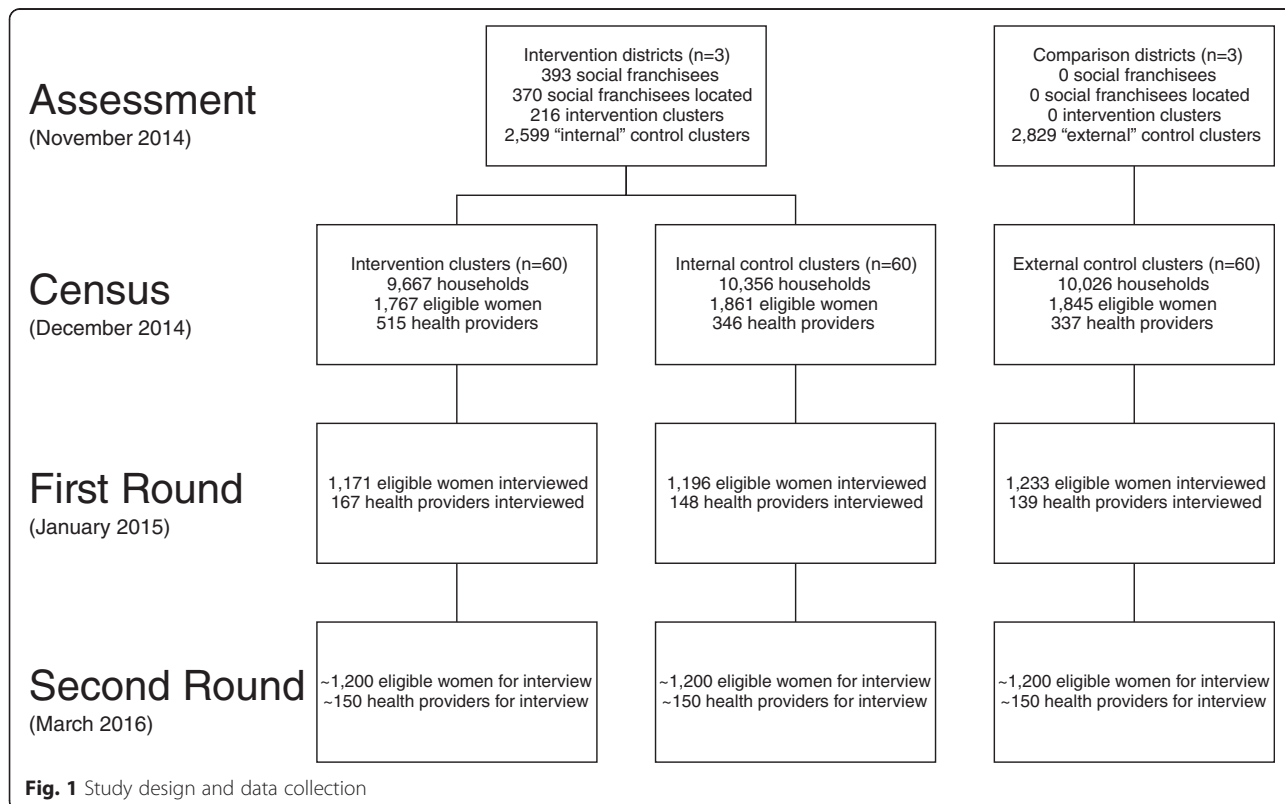 Assessment
(November 2014)
Intervention districts (n=3)
393 social franchisees
370 social franchisees located
216 intervention clusters
2,599 “internal” control clusters
Comparison districts (n=3)
0 social franchisees
0 social franchisees located
0 intervention clusters
2,829 “external” control clusters
Census
(December 2014)
Intervention clusters (n=60)
9,667 households
1,767 eligible women
515 health providers
Internal control clusters (n=60)
10,356 households
1,861 eligible women
346 health providers
External control clusters (n=60)
10,026 households
1,845 eligible women
337 health providers
First Round
(January 2015)
1,171 eligible women interviewed
167 health providers interviewed
1,196 eligible women interviewed
148 health providers interviewed
1,233 eligible women interviewed
139 health providers interviewed
Second Round
(March 2016)
~1,200 eligible women for interview
~150 health providers for interview
~1,200 eligible women for interview
~150 health providers for interview
~1,200 eligible women for interview
~150 health providers for interview
Fig. 1 Study design and data collection